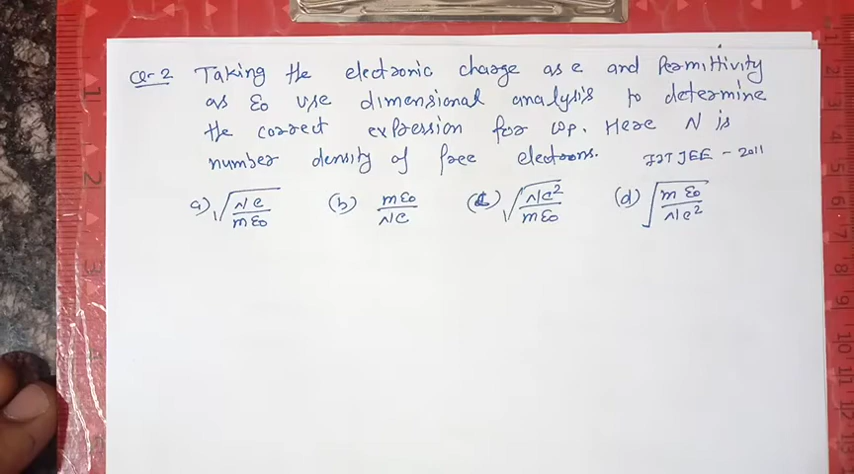 Q-2 Taking the electronic charge as e and Permittivity
as ε0 use dimensional analysis to determine
the correct expression for ωp. Here N is
number density of free electrons. IIT JEE - 2011
a) √(Ne/mε0) (b) mε0/Ne (c) √(Ne²/mε0) (d) √(mε0/Ne²)